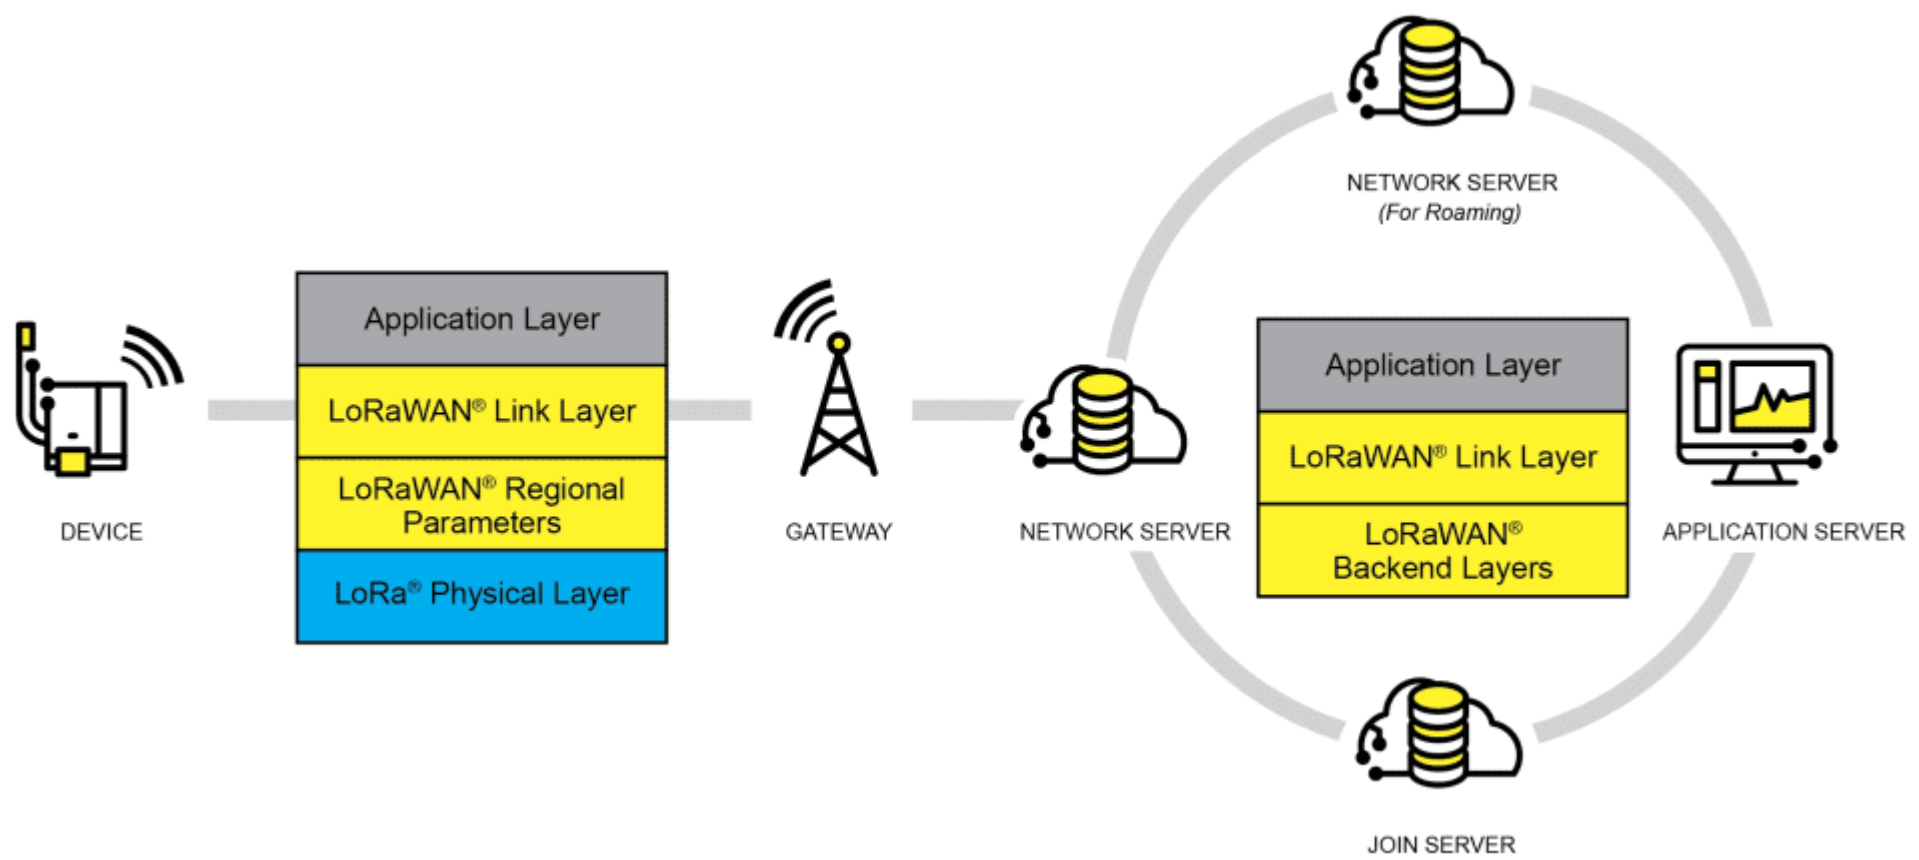 NETWORK SERVER
(For Roaming)
Application Layer
LoRaWAN® Link Layer
LoRaWAN® Regional
Parameters
LoRa® Physical Layer
Application Layer
LoRaWAN® Link Layer
LoRaWAN®
Backend Layers
DEVICE
GATEWAY
NETWORK SERVER
APPLICATION SERVER
JOIN SERVER